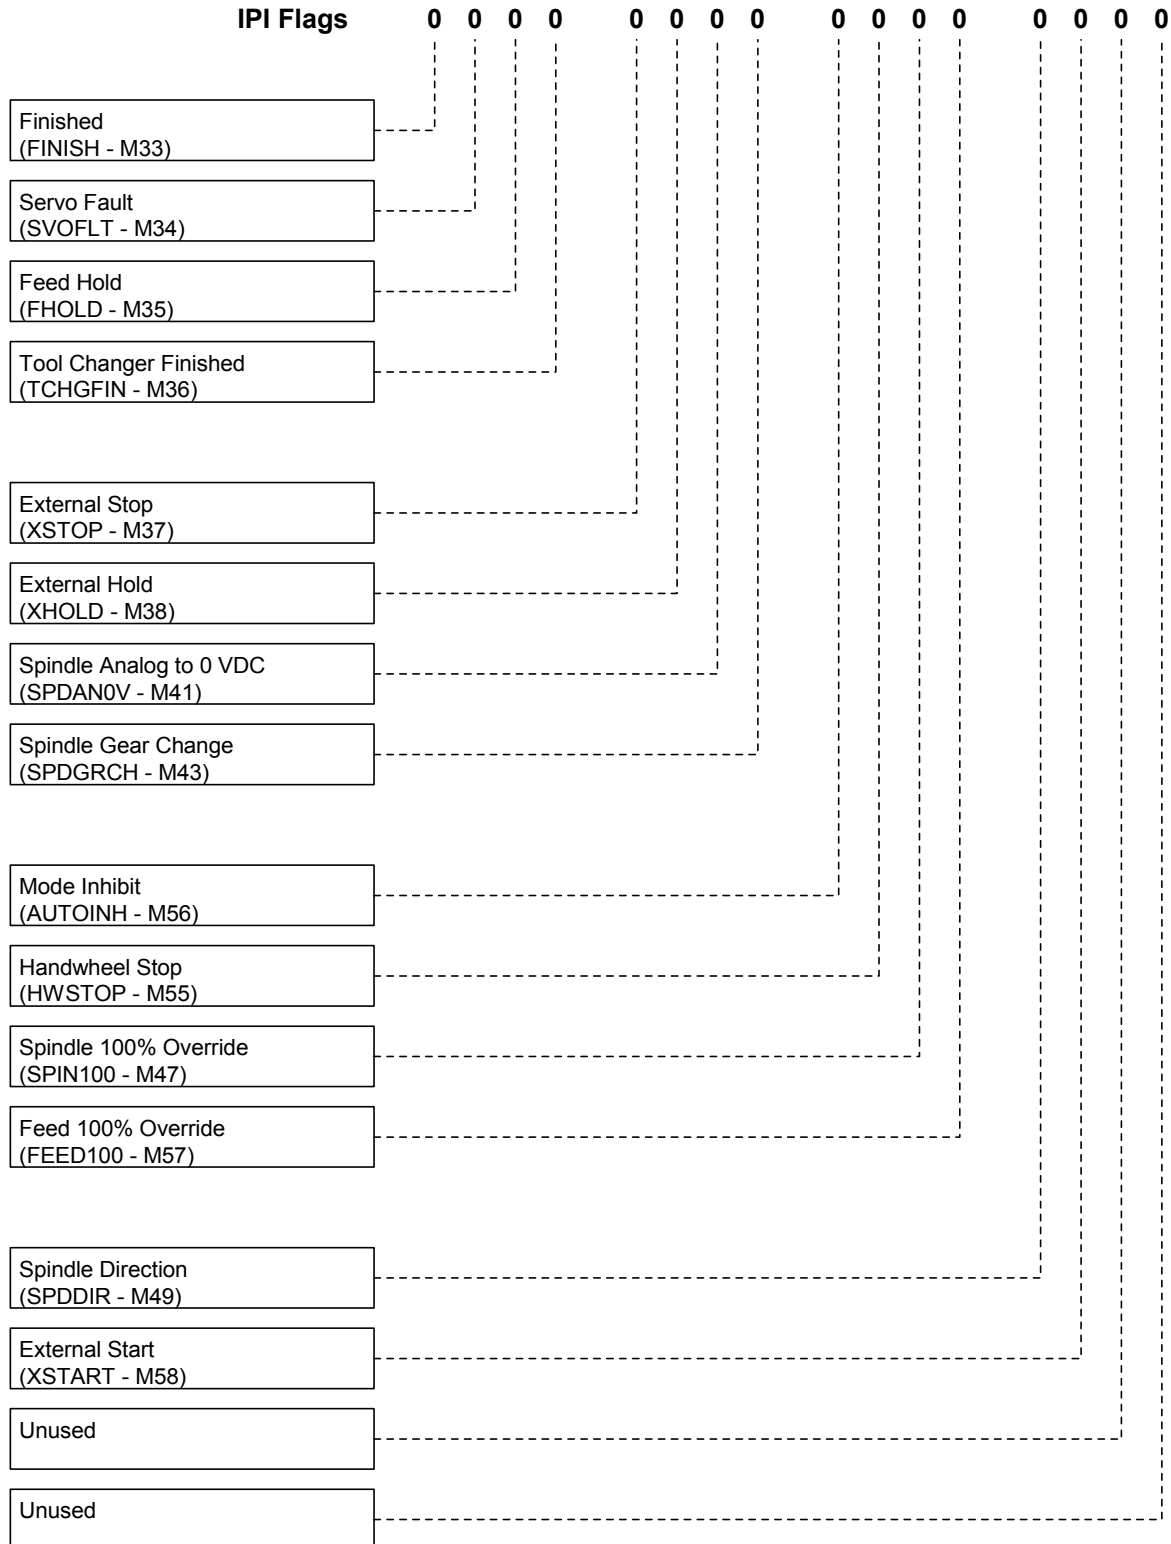 IPI Flags 0 0 0 0 0 0 0 0 0 0 0 0 0 0 0 0
Finished
(FINISH - M33)
Servo Fault
(SVOFLT - M34)
Feed Hold
(FHOLD - M35)
Tool Changer Finished
(TCHGFIN - M36)
External Stop
(XSTOP - M37)
External Hold
(XHOLD - M38)
Spindle Analog to 0 VDC
(SPDAN0V - M41)
Spindle Gear Change
(SPDGRCH - M43)
Mode Inhibit
(AUTOINH - M56)
Handwheel Stop
(HWSTOP - M55)
Spindle 100% Override
(SPIN100 - M47)
Feed 100% Override
(FEED100 - M57)
Spindle Direction
(SPDDIR - M49)
External Start
(XSTART - M58)
Unused
Unused